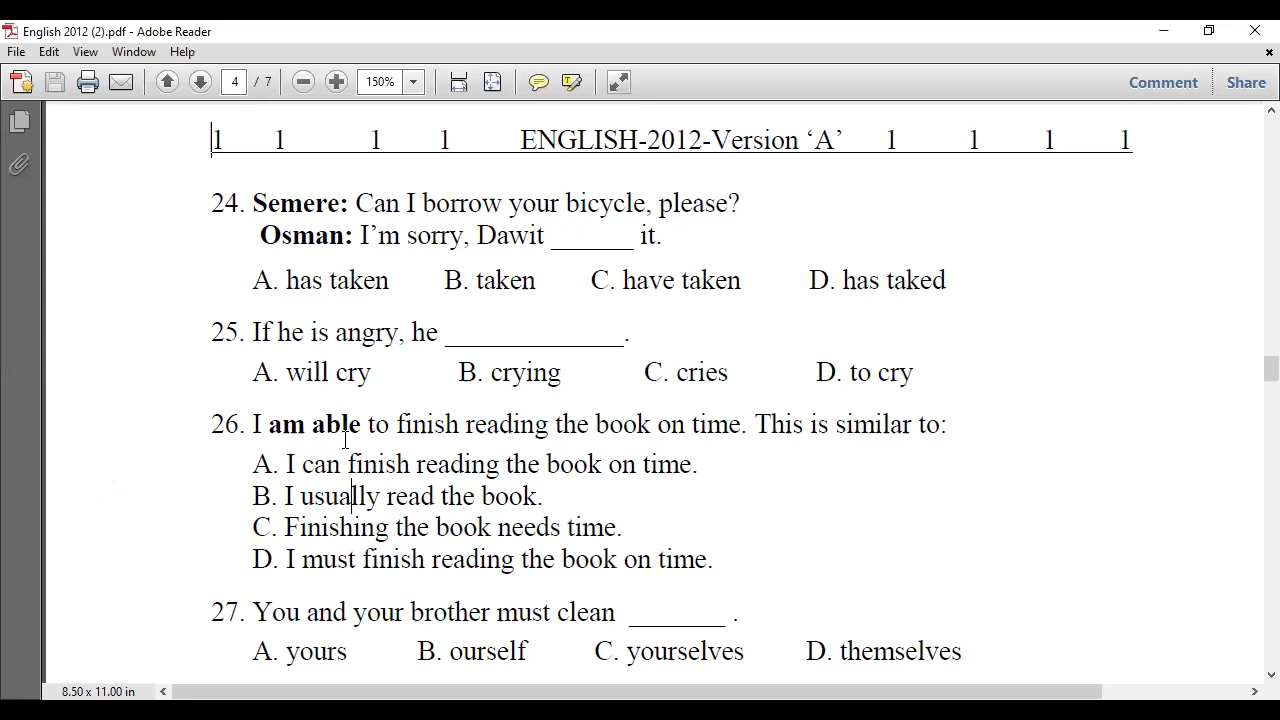 English 2012 (2).pdf - Adobe Reader
File Edit View Window Help
4 / 7 150% Comment Share
1 1 1 1 ENGLISH-2012-Version ‘A’ 1 1 1 1
24. Semere: Can I borrow your bicycle, please?
Osman: I’m sorry, Dawit ______ it.
A. has taken B. taken C. have taken D. has taked
25. If he is angry, he _____________.
A. will cry B. crying C. cries D. to cry
26. I am able to finish reading the book on time. This is similar to:
A. I can finish reading the book on time.
B. I usually read the book.
C. Finishing the book needs time.
D. I must finish reading the book on time.
27. You and your brother must clean _______ .
A. yours B. ourself C. yourselves D. themselves
8.50 x 11.00 in